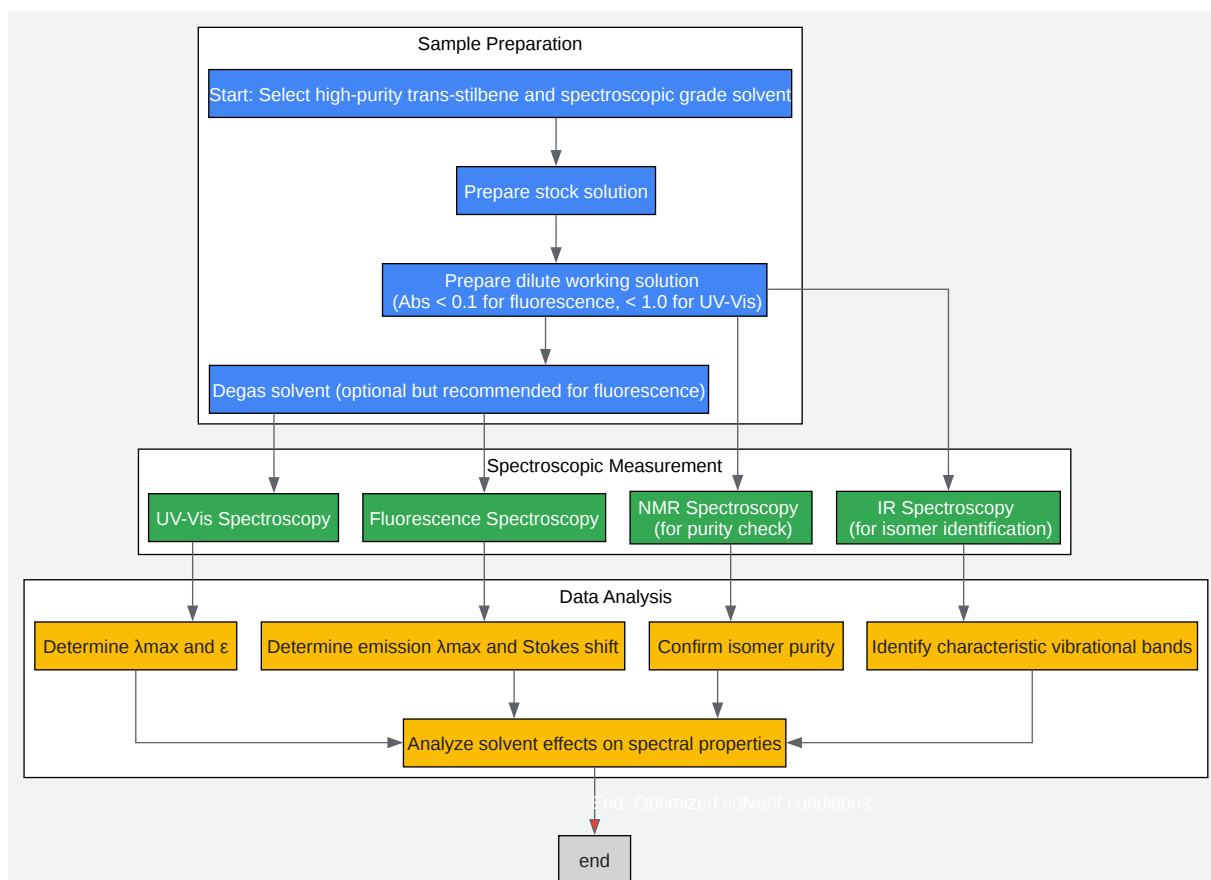 Sample Preparation
Start: Select high-purity trans-stilbene and spectroscopic grade solvent
Prepare stock solution
Prepare dilute working solution
(Abs < 0.1 for fluorescence, < 1.0 for UV-Vis)
Degas solvent (optional but recommended for fluorescence)
Spectroscopic Measurement
UV-Vis Spectroscopy
Fluorescence Spectroscopy
NMR Spectroscopy
(for purity check)
IR Spectroscopy
(for isomer identification)
Data Analysis
Determine λmax and ε
Determine emission λmax and Stokes shift
Confirm isomer purity
Identify characteristic vibrational bands
Analyze solvent effects on spectral properties
End: Optimized solvent conditions
end